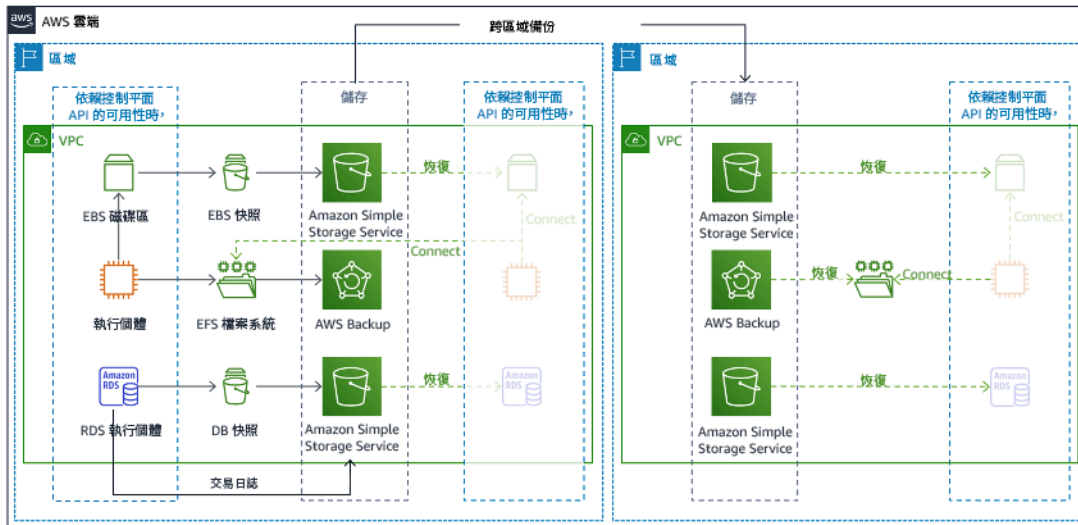 aws
AWS 雲端
跨區域備份
區域
依賴控制平面
API 的可用性時,
儲存
依賴控制平面
API 的可用性時,
VPC
EBS 磁碟區
EBS 快照
Amazon Simple
Storage Service
恢復
Connect
Connect
執行個體
EFS 檔案系統
AWS Backup
Amazon
RDS
RDS 執行個體
DB 快照
Amazon Simple
Storage Service
恢復
Amazon
RDS
交易日誌
區域
儲存
依賴控制平面
API 的可用性時,
VPC
Amazon Simple
Storage Service
恢復
Connect
AWS Backup
恢復
Connect
Amazon Simple
Storage Service
恢復
Amazon
RDS